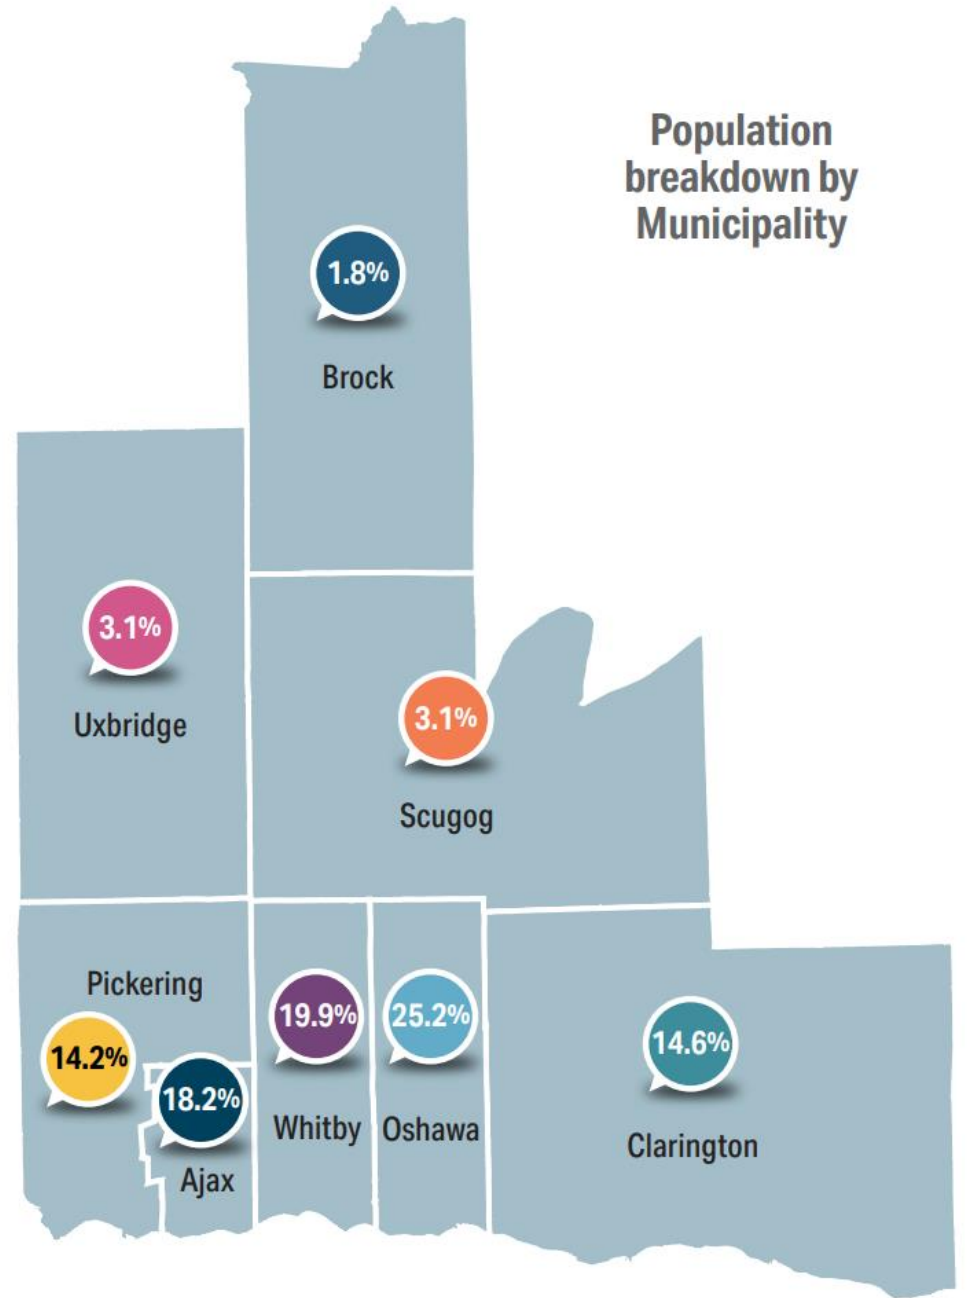 Population
breakdown by
Municipality
1.8%
Brock
3.1%
Uxbridge
3.1%
Scugog
Pickering
14.2%
18.2%
Ajax
19.9%
Whitby
25.2%
Oshawa
14.6%
Clarington